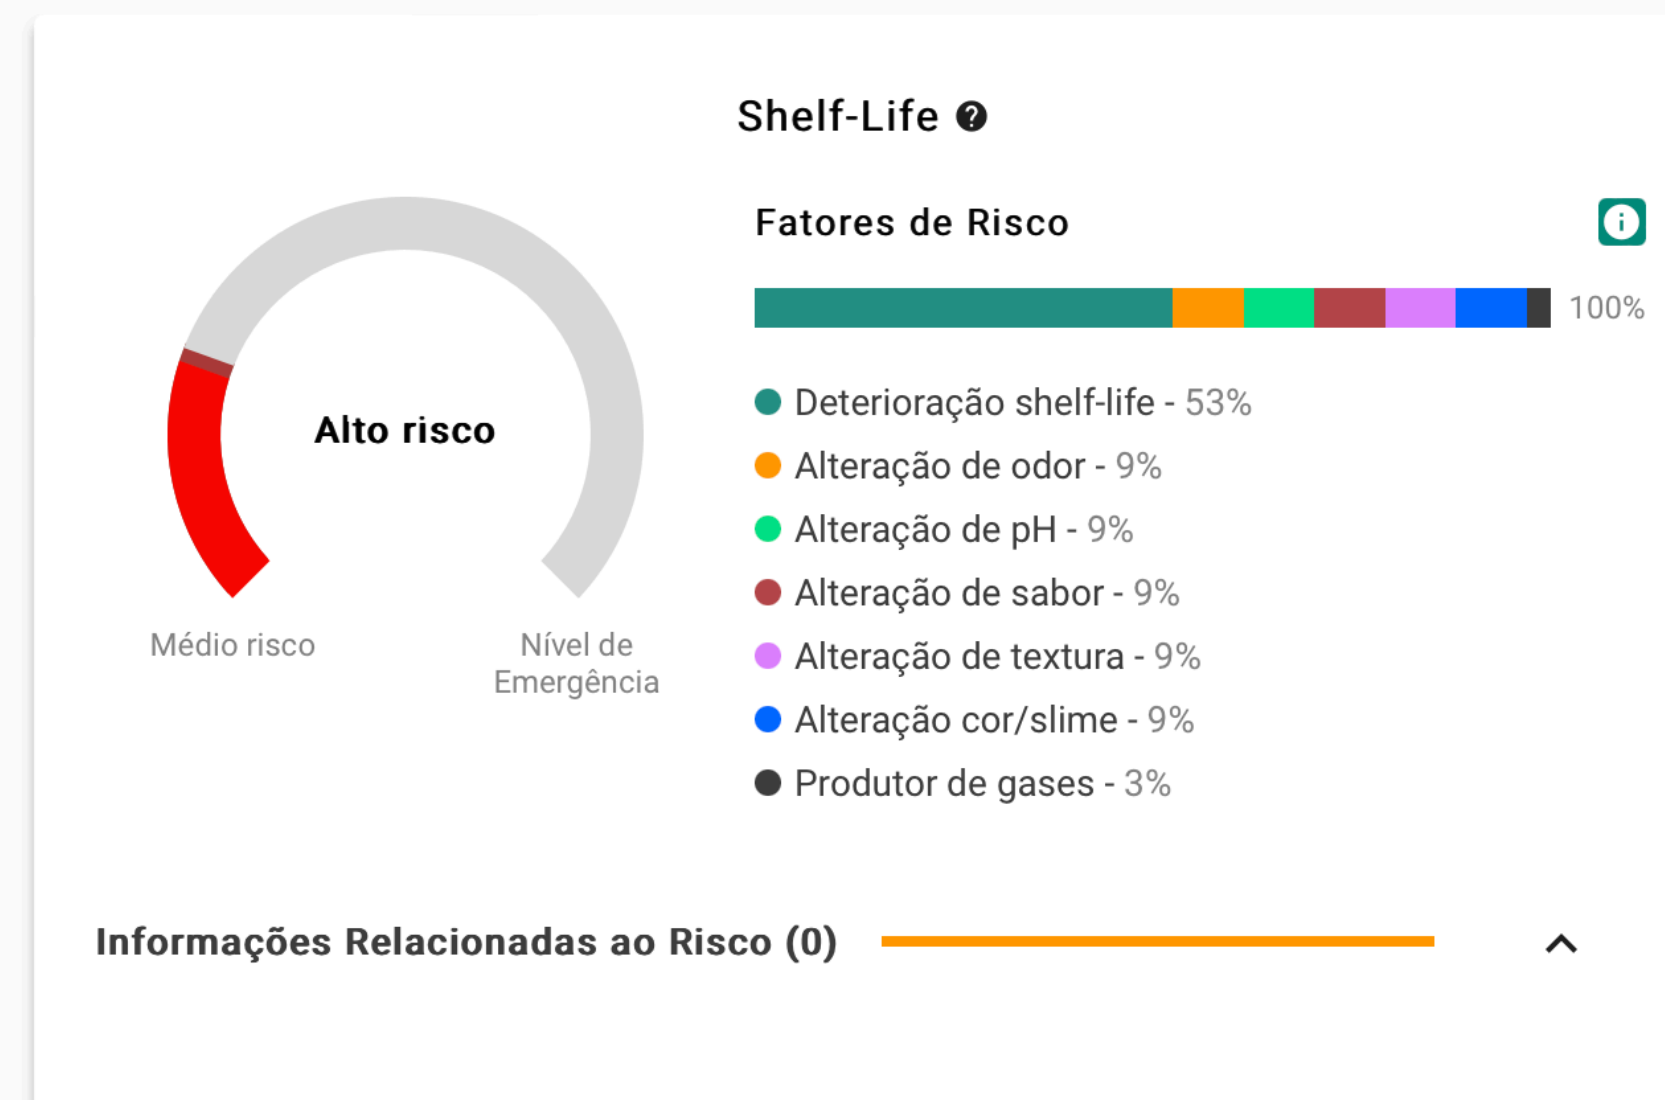 Shelf-Life
Fatores de Risco
100%
Deterioração shelf-life - 53%
Alteração de odor - 9%
Alteração de pH - 9%
Alteração de sabor - 9%
Alteração de textura - 9%
Alteração cor/slime - 9%
Produtor de gases - 3%
Alto risco
Médio risco
Nível de
Emergência
Informações Relacionadas ao Risco (0)